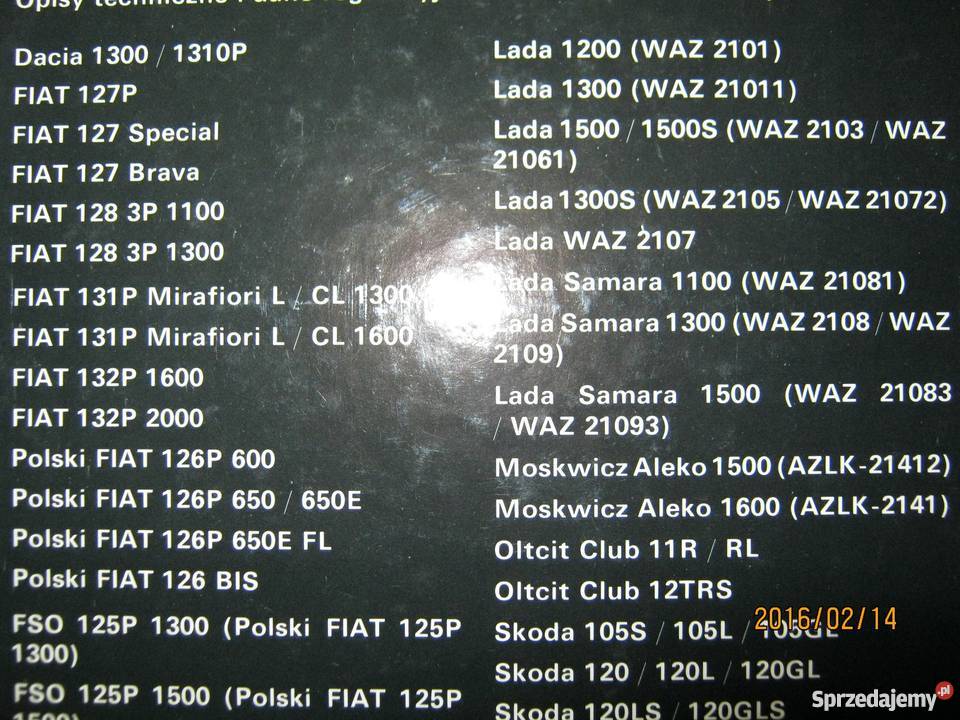 Opisy techniczne i dane
Dacia 1300 / 1310P
FIAT 127P
FIAT 127 Special
FIAT 127 Brava
FIAT 128 3P 1100
FIAT 128 3P 1300
FIAT 131P Mirafiori L / CL 1300
FIAT 131P Mirafiori L / CL 1600
FIAT 132P 1600
FIAT 132P 2000
Polski FIAT 126P 600
Polski FIAT 126P 650 / 650E
Polski FIAT 126P 650E FL
Polski FIAT 126 BIS
FSO 125P 1300 (Polski FIAT 125P
1300)
FSO 125P 1500 (Polski FIAT 125P
1500)
Lada 1200 (WAZ 2101)
Lada 1300 (WAZ 21011)
Lada 1500 / 1500S (WAZ 2103 / WAZ
21061)
Lada 1300S (WAZ 2105 / WAZ 21072)
Lada WAZ 2107
Lada Samara 1100 (WAZ 21081)
Lada Samara 1300 (WAZ 2108 / WAZ
2109)
Lada Samara 1500 (WAZ 21083
/ WAZ 21093)
Moskwicz Aleko 1500 (AZLK-21412)
Moskwicz Aleko 1600 (AZLK-2141)
Oltcit Club 11R / RL
Oltcit Club 12TRS
Skoda 105S / 105L / 105GL
Skoda 120 / 120L / 120GL
Skoda 120LS / 120GLS
2016/02/14
Sprzedajemy.pl